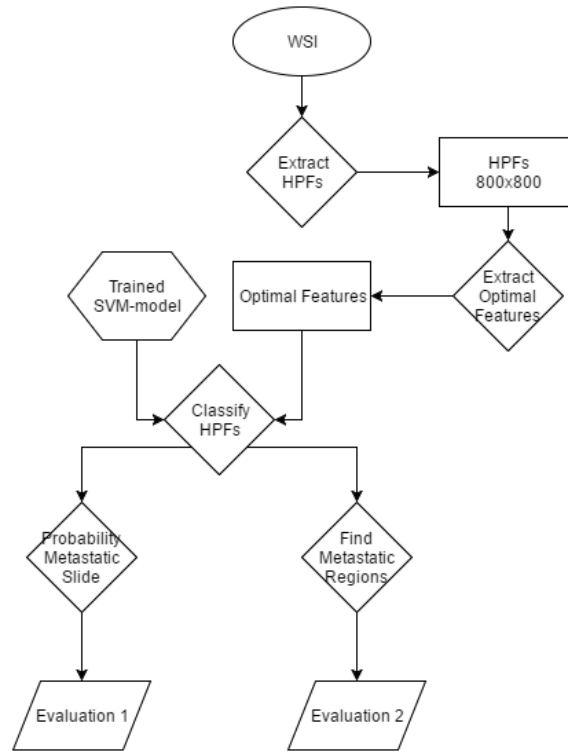 WSI
Extract
HPFs
HPFs
800x800
Extract
Optimal
Features
Optimal Features
Trained
SVM-model
Classify
HPFs
Probability
Metastatic
Slide
Find
Metastatic
Regions
Evaluation 1
Evaluation 2